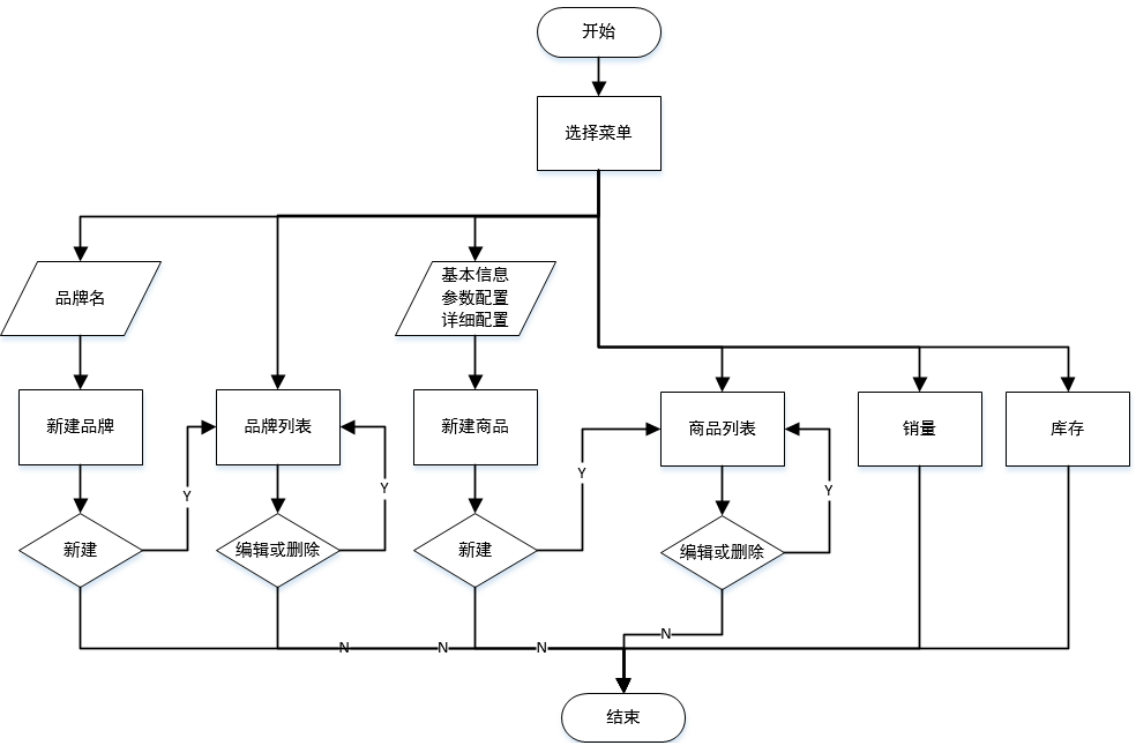 开始
选择菜单
品牌名
基本信息
参数配置
详细配置
新建品牌
品牌列表
新建商品
商品列表
销量
库存
Y
Y
Y
Y
新建
编辑或删除
新建
编辑或删除
N
N
N
N
结束